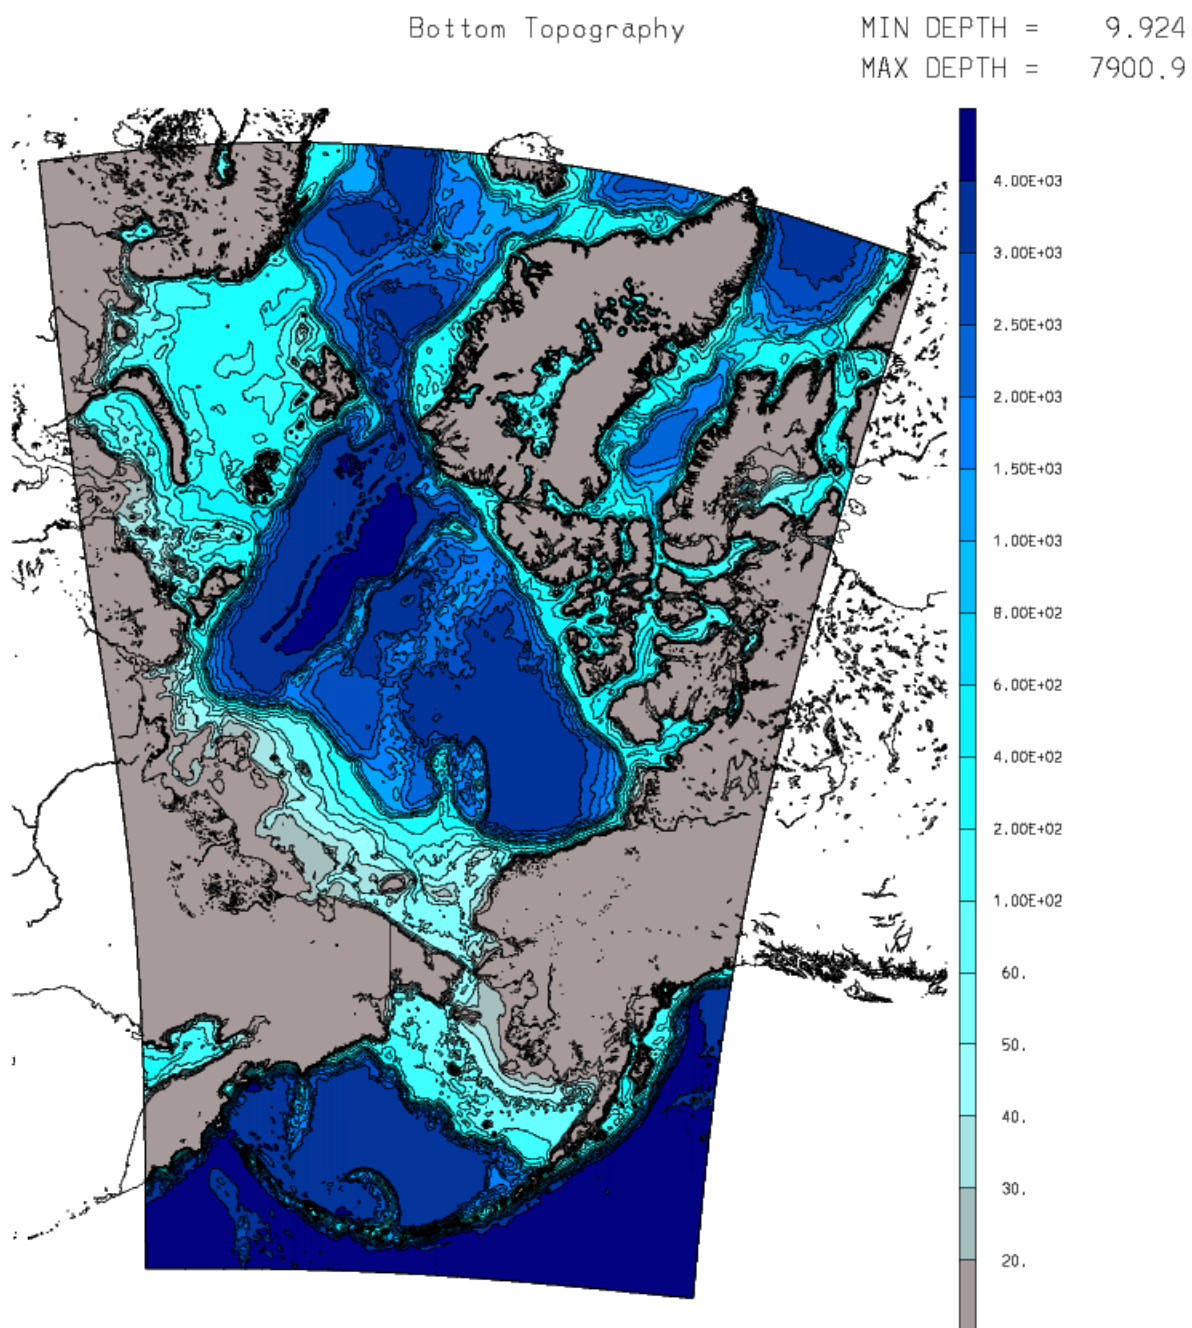 Bottom Topography
MIN DEPTH = 9.924
MAX DEPTH = 7900.9
4.00E+03
3.00E+03
2.50E+03
2.00E+03
1.50E+03
1.00E+03
8.00E+02
6.00E+02
4.00E+02
2.00E+02
1.00E+02
60.
50.
40.
30.
20.